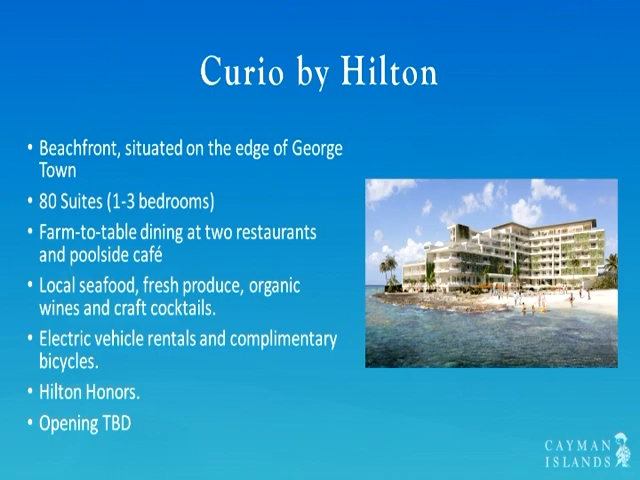 Curio by Hilton
• Beachfront, situated on the edge of George
Town
• 80 Suites (1-3 bedrooms)
• Farm-to-table dining at two restaurants
and poolside café
• Local seafood, fresh produce, organic
wines and craft cocktails.
• Electric vehicle rentals and complimentary
bicycles.
• Hilton Honors.
• Opening TBD
CAYMAN
ISLANDS